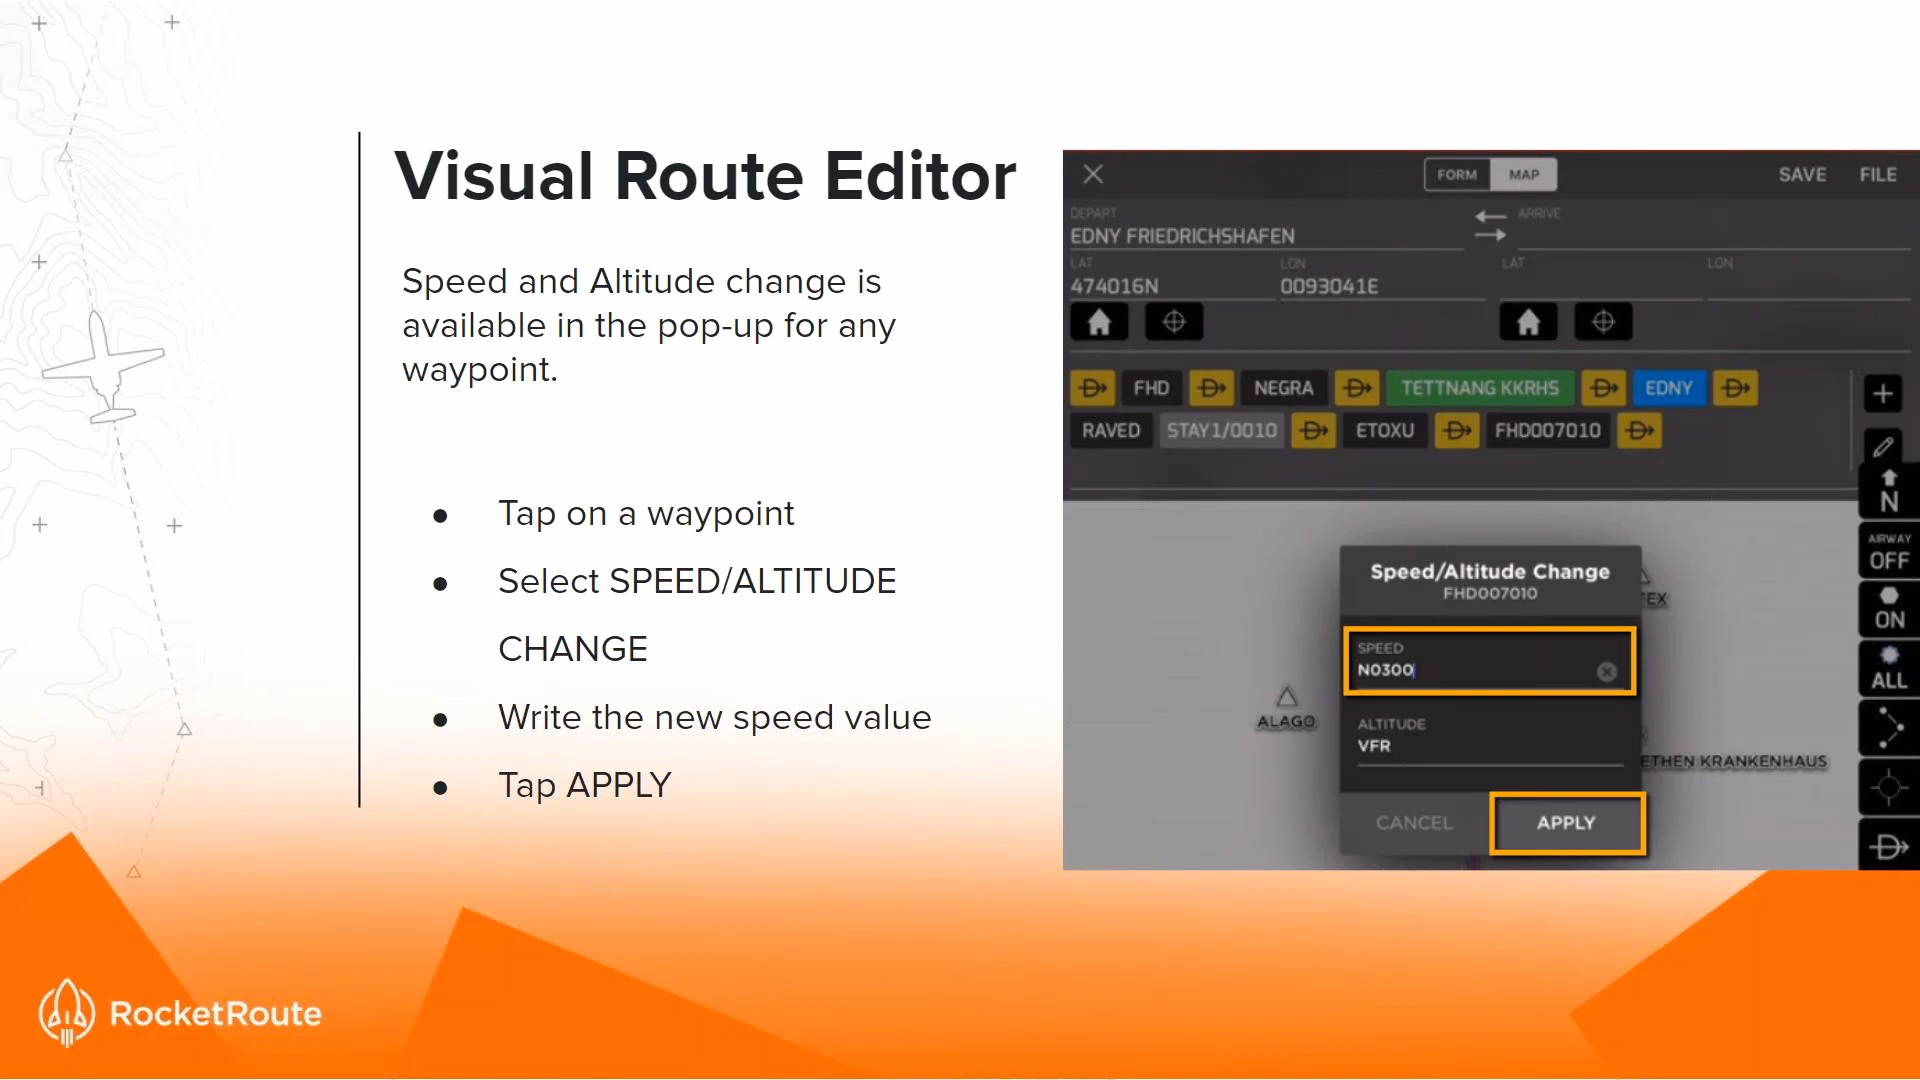 Visual Route Editor
Speed and Altitude change is
available in the pop-up for any
waypoint.
● Tap on a waypoint
● Select SPEED/ALTITUDE
CHANGE
● Write the new speed value
● Tap APPLY
RocketRoute
FORM MAP SAVE FILE
DEPART ARRIVE
EDNY FRIEDRICHSHAFEN
LAT LON LAT LON
474016N 0093041E
FHD NEGRA TETTNANG KKRHS EDNY
RAVED STAY1/0010 ETOXU FHD007010
N
AIRWAY
OFF
ON
ALL
Speed/Altitude Change
FHD007010
TEX
SPEED
N0300
ALAGO
ALTITUDE
VFR
ETHEN KRANKENHAUS
CANCEL APPLY